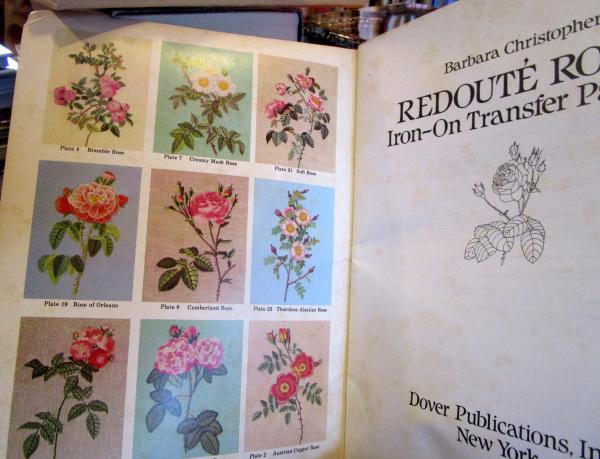 Plate 4 Bramble Rose
Plate 7 Creamy Musk Rose
Plate 21 Soft Rose
Plate 19 Rose of Orleans
Plate 9 Cumberland Rose
Plate 23 Thornless Alsatian Rose
Plate 2 Austrian Copper Rose
Barbara Christopher
REDOUTÉ RO
Iron-On Transfer Pa
Dover Publications, In
New York